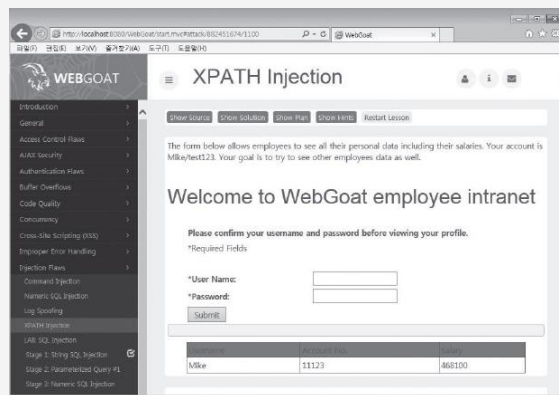 http://localhost:8080/WebGoat/start.mvc#attack/882451674/1100
WebGoat
파일(F) 편집(E) 보기(V) 즐겨찾기(A) 도구(T) 도움말(H)
WEBGOAT
XPATH Injection
Introduction
General
Access Control Flaws
AJAX Security
Authentication Flaws
Buffer Overflows
Code Quality
Concurrency
Cross-Site Scripting (XSS)
Improper Error Handling
Injection Flaws
Command Injection
Numeric SQL Injection
Log Spoofing
XPATH Injection
LAB: SQL Injection
Stage 1: String SQL Injection
Stage 2: Parameterized Query #1
Stage 3: Numeric SQL Injection
Show Source Show Solution Show Plan Show Hints Restart Lesson
The form below allows employees to see all their personal data including their salaries. Your account is
Mike/test123. Your goal is to try to see other employees data as well.
Welcome to WebGoat employee intranet
Please confirm your username and password before viewing your profile.
*Required Fields
*User Name:
*Password:
Submit
Username Account No. Salary
Mike 11123 468100